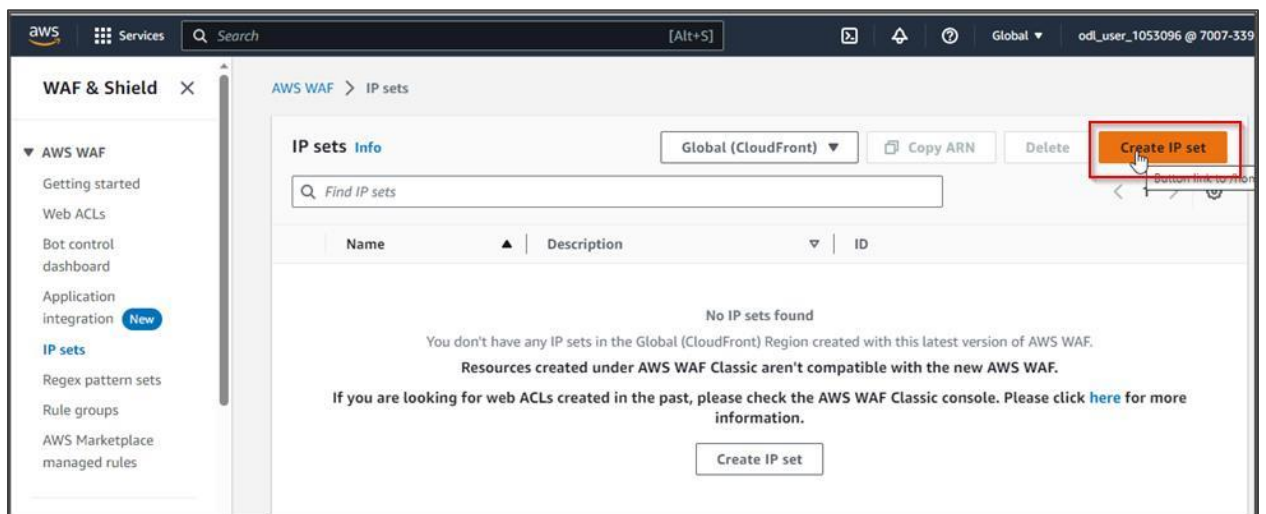 aws Services Search [Alt+S] Global odl_user_1053096 @ 7007-339
WAF & Shield
AWS WAF
Getting started
Web ACLs
Bot control
dashboard
Application
integration New
IP sets
Regex pattern sets
Rule groups
AWS Marketplace
managed rules
AWS WAF > IP sets
IP sets Info Global (CloudFront) Copy ARN Delete Create IP set
Button link to
Find IP sets 1
Name Description ID
No IP sets found
You don't have any IP sets in the Global (CloudFront) Region created with this latest version of AWS WAF.
Resources created under AWS WAF Classic aren't compatible with the new AWS WAF.
If you are looking for web ACLs created in the past, please check the AWS WAF Classic console. Please click here for more
information.
Create IP set